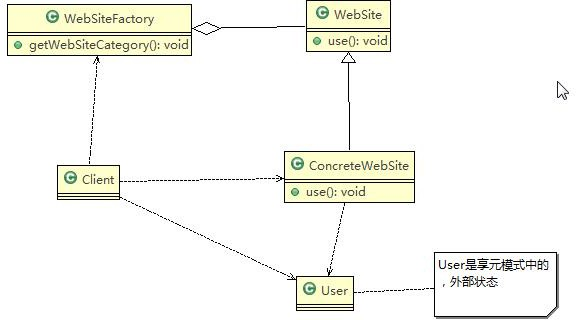 WebSiteFactory
getWebSiteCategory(): void
WebSite
use(): void
Client
ConcreteWebSite
use(): void
User
User是享元模式中的
，外部状态